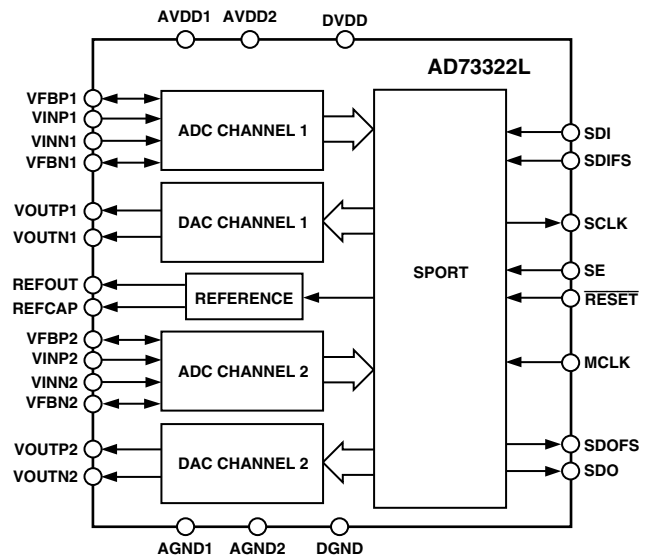 AVDD1 AVDD2 DVDD
AD73322L
VFBP1
VINP1
VINN1
VFBN1
ADC CHANNEL 1
VOUTP1
VOUTN1
DAC CHANNEL 1
REFOUT
REFCAP
REFERENCE
VFBP2
VINP2
VINN2
VFBN2
ADC CHANNEL 2
VOUTP2
VOUTN2
DAC CHANNEL 2
SPORT
SDI
SDIFS
SCLK
SE
RESET
MCLK
SDOFS
SDO
AGND1 AGND2 DGND